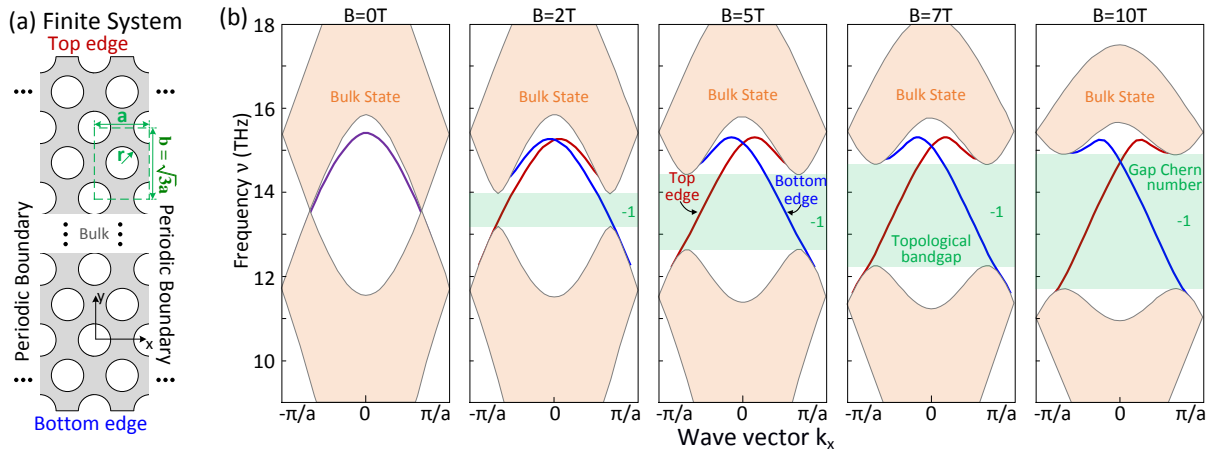 (a) Finite System
Top edge
a
b = √3a
r
Periodic Boundary
Periodic Boundary
Bulk
y
x
Bottom edge
(b)
B=0T
B=2T
B=5T
B=7T
B=10T
Frequency ν (THz)
18
16
14
12
10
Bulk State
Bulk State
Bulk State
Bulk State
Bulk State
-1
Top
edge
Bottom
edge
-1
-1
Topological
bandgap
Gap Chern
number
-1
-π/a 0 π/a
-π/a 0 π/a
-π/a 0 π/a
-π/a 0 π/a
-π/a 0 π/a
Wave vector kₓ